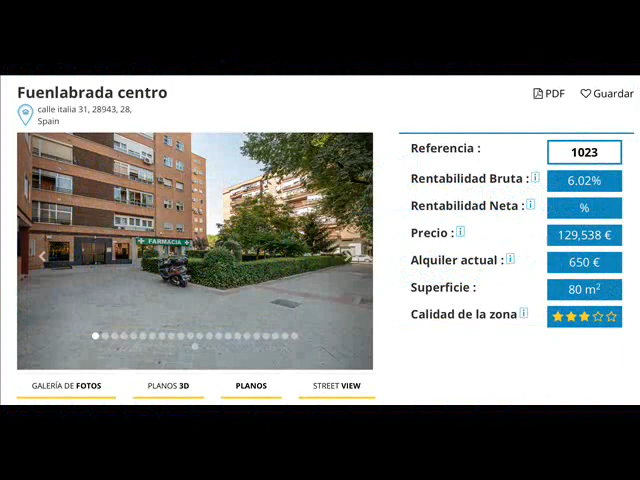 Fuenlabrada centro
calle italia 31, 28943, 28,
Spain
PDF
Guardar
FARMACIA
GALERÍA DE FOTOS
PLANOS 3D
PLANOS
STREET VIEW
Referencia :
1023
Rentabilidad Bruta :
6.02%
Rentabilidad Neta :
%
Precio :
129,538 €
Alquiler actual :
650 €
Superficie :
80 m²
Calidad de la zona